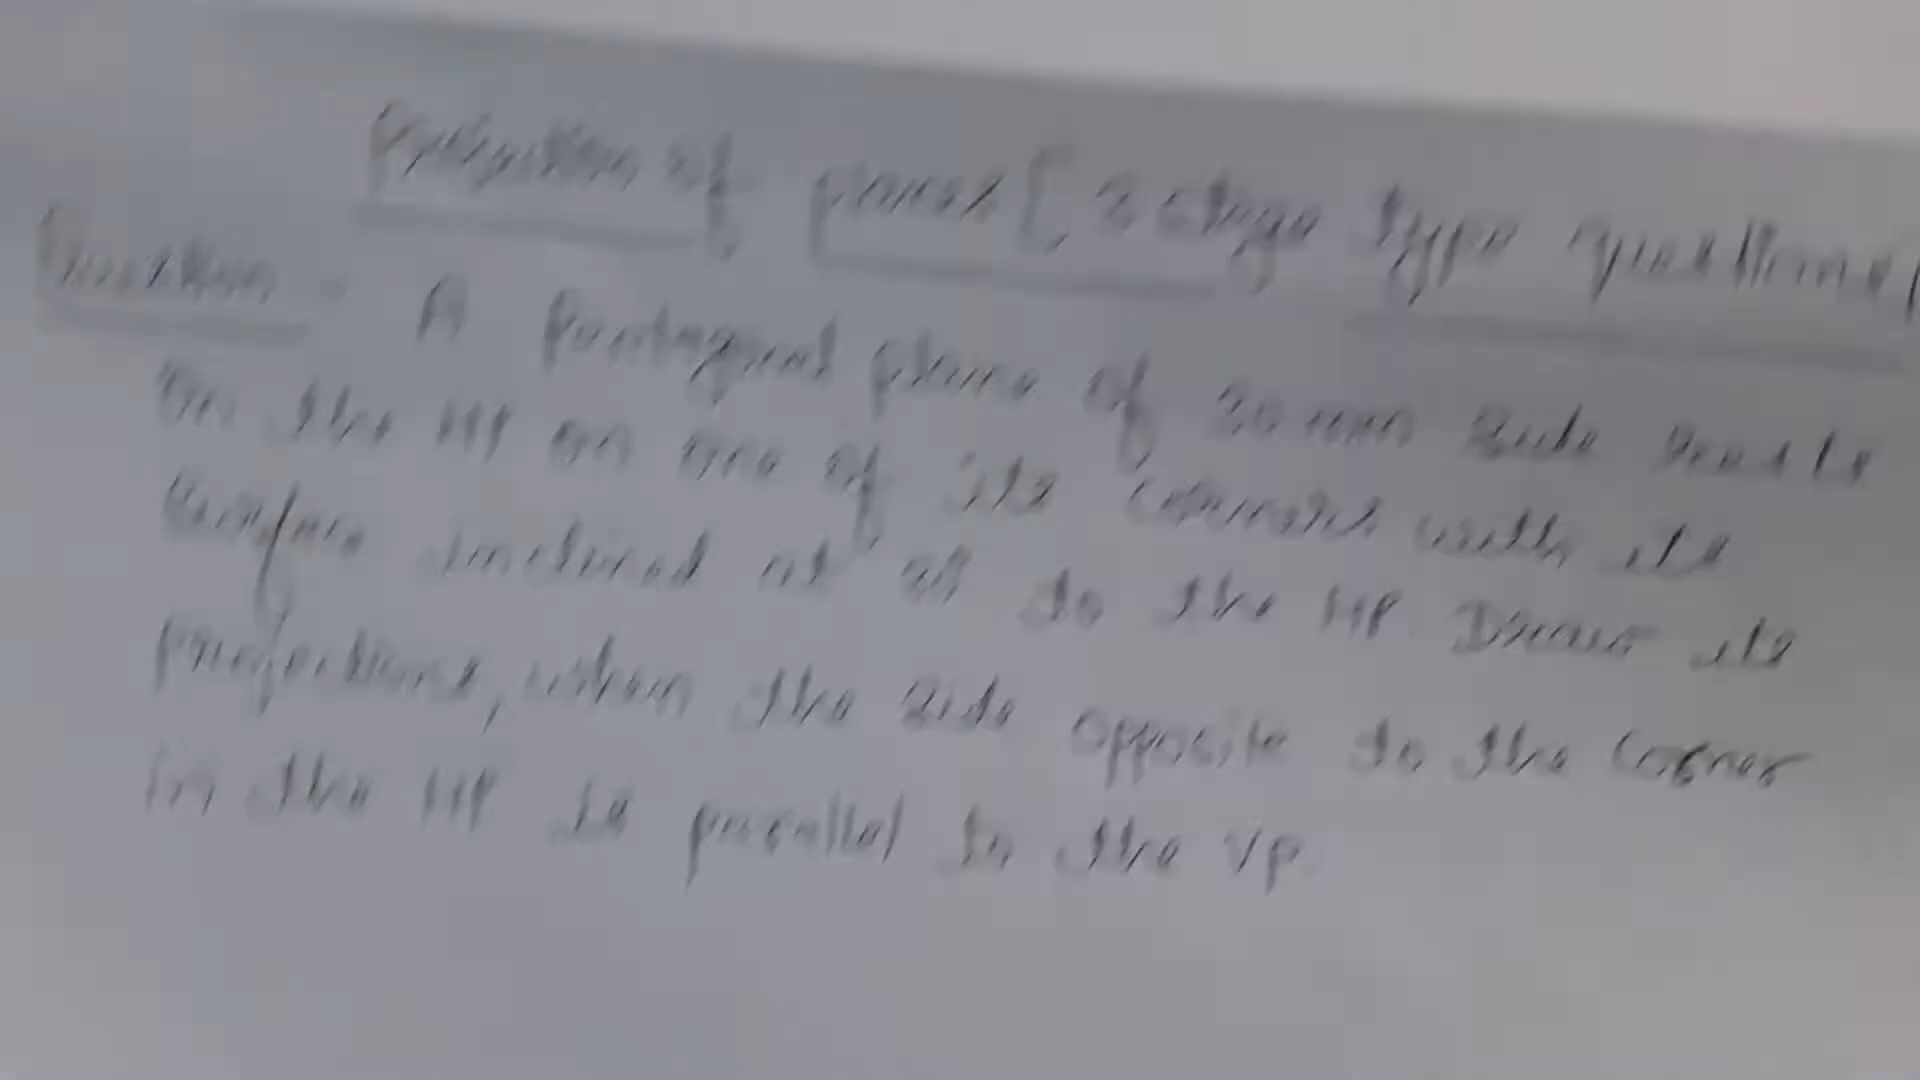 Projection of planes [2 stage type questions]
Question - A Pentagonal plane of 30 mm side rests
on the HP on one of its corners with its
surface inclined at to the HP. Draw its
projections, when the side opposite to the corner
in the HP is parallel to the VP.